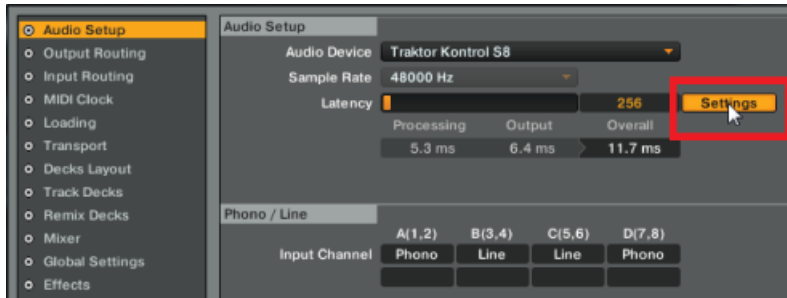 Audio Setup
Output Routing
Input Routing
MIDI Clock
Loading
Transport
Decks Layout
Track Decks
Remix Decks
Mixer
Global Settings
Effects
Audio Setup
Audio Device Traktor Kontrol S8
Sample Rate 48000 Hz
Latency 256 Settings
Processing Output Overall
5.3 ms 6.4 ms 11.7 ms
Phono / Line
A(1,2) B(3,4) C(5,6) D(7,8)
Input Channel Phono Line Line Phono